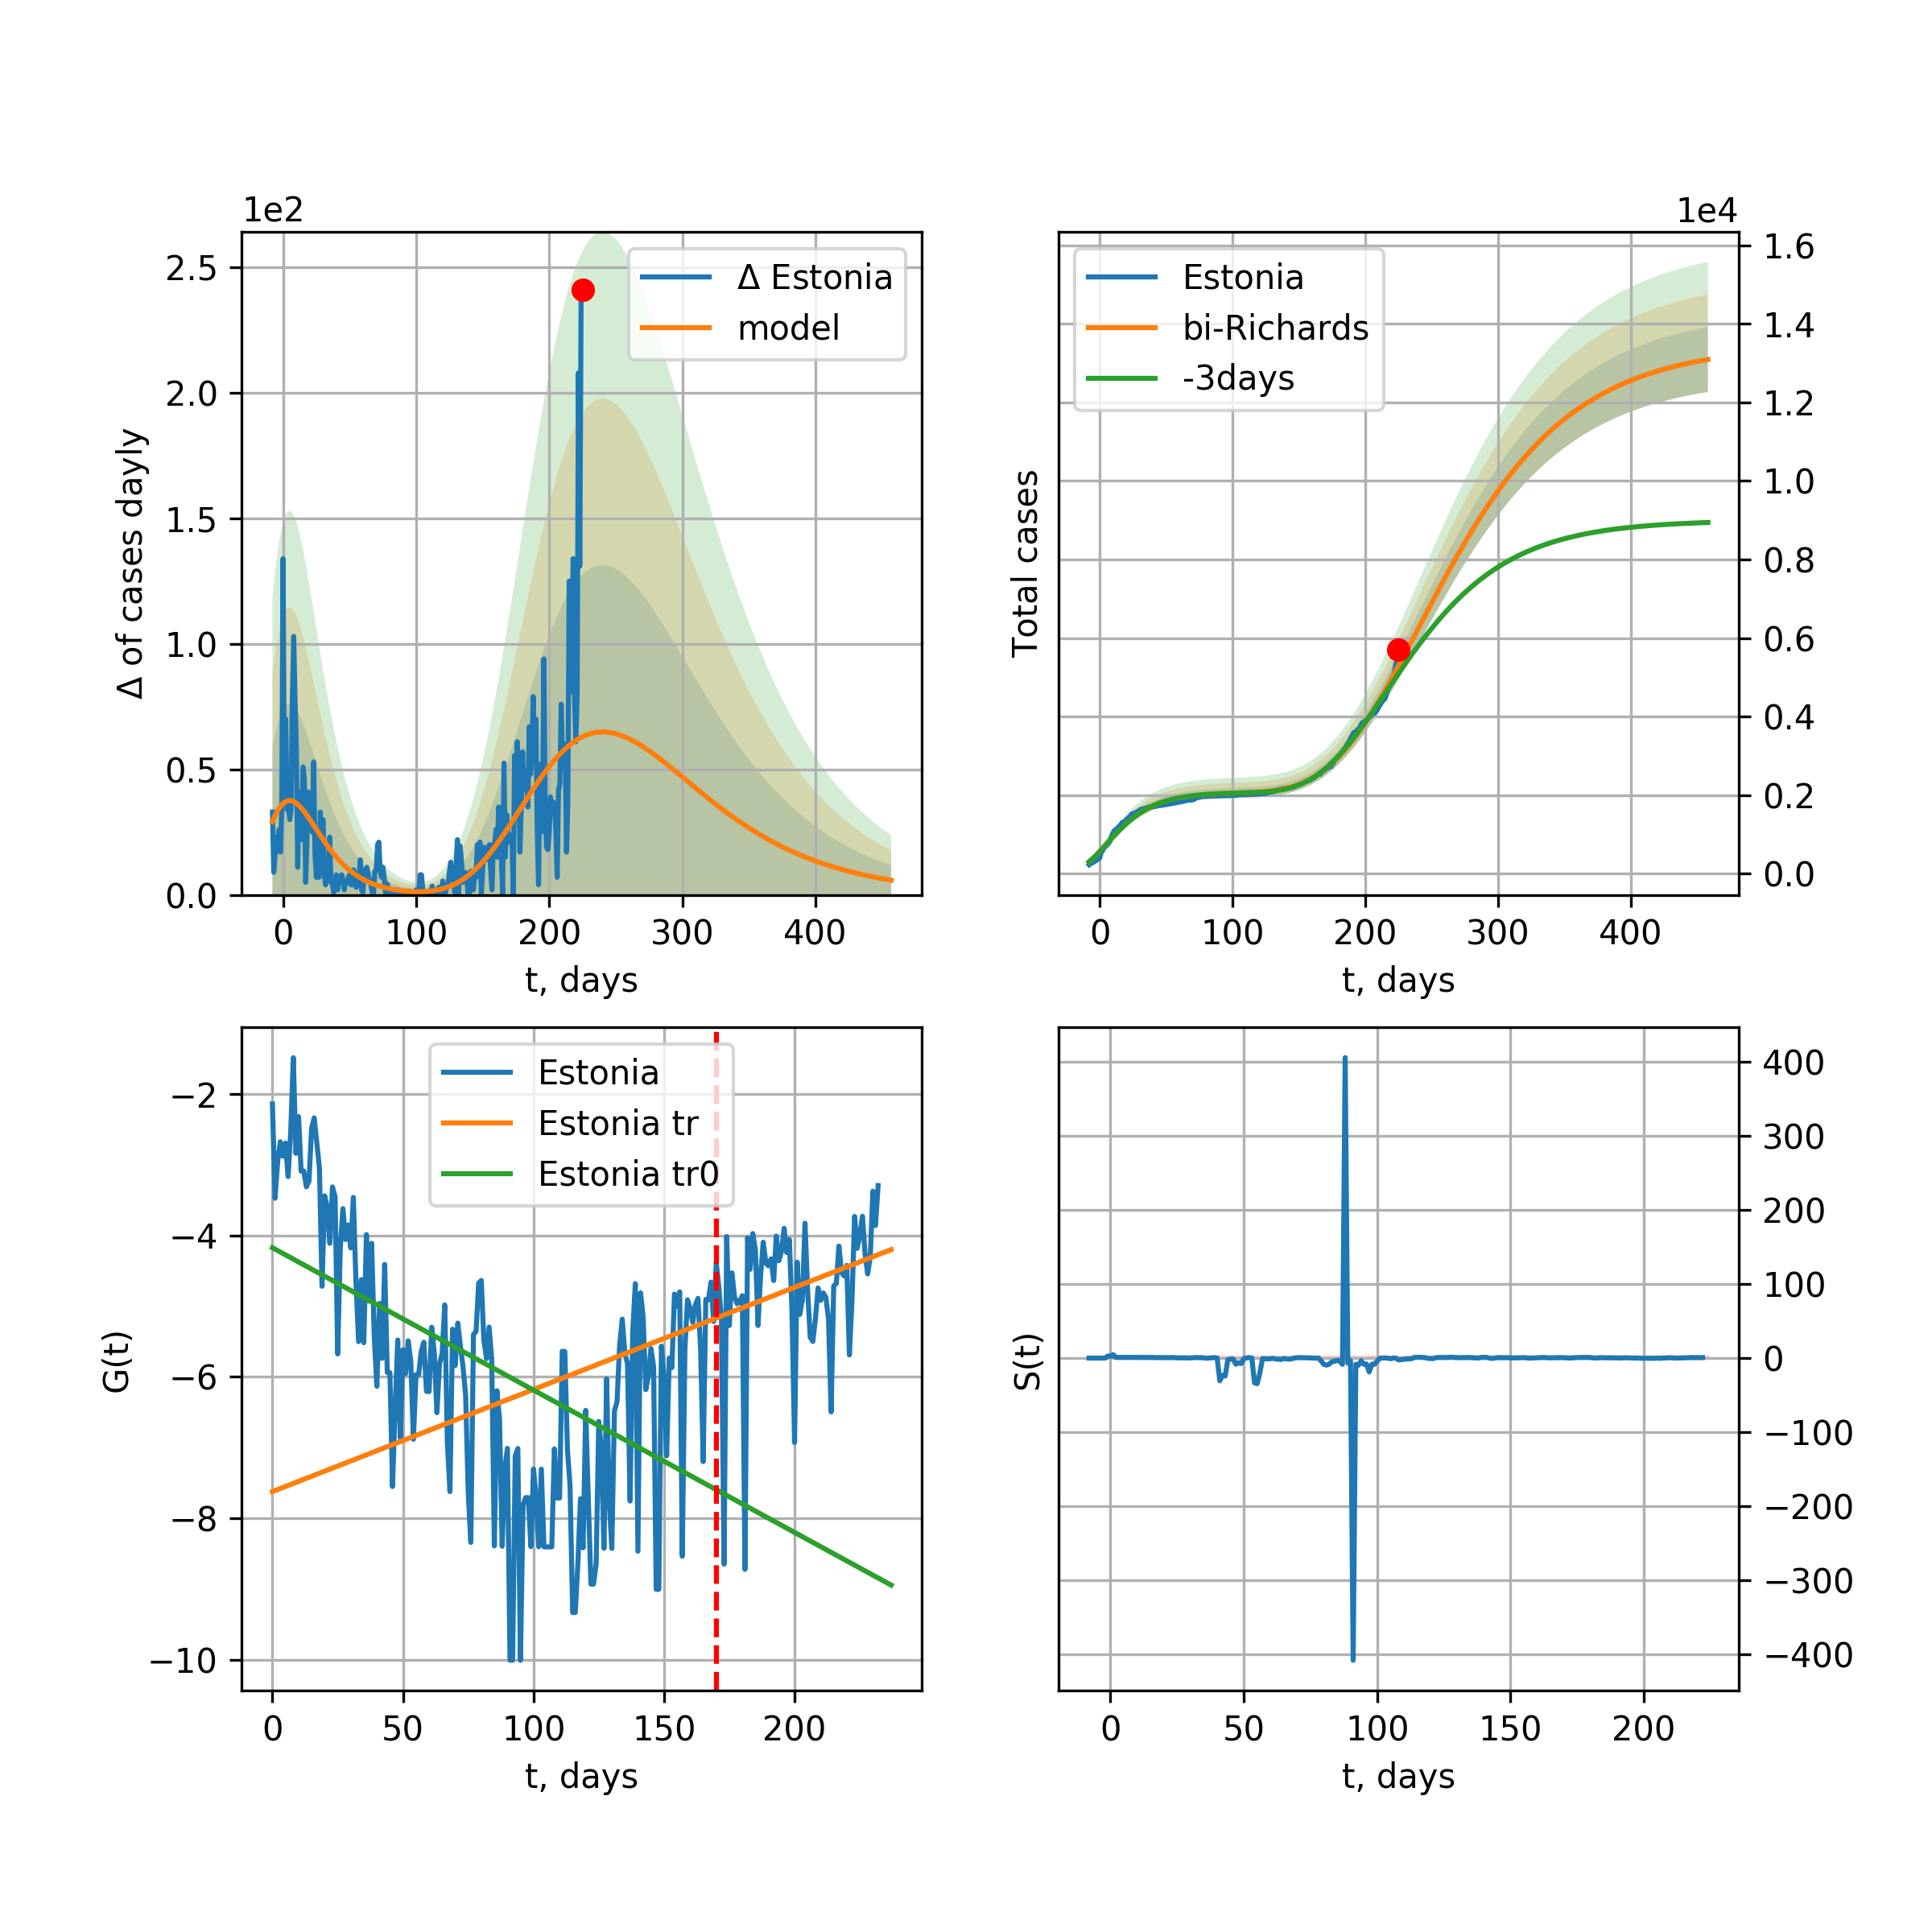 1e2
2.5
2.0
1.5
1.0
0.5
0.0
Δ of cases dayly
Δ Estonia
model
0 100 200 300 400
t, days
1e4
Estonia
bi-Richards
-3days
Total cases
1.6
1.4
1.2
1.0
0.8
0.6
0.4
0.2
0.0
0 100 200 300 400
t, days
Estonia
Estonia tr
Estonia tr0
G(t)
−2
−4
−6
−8
−10
0 50 100 150 200
t, days
S(t)
400
300
200
100
0
−100
−200
−300
−400
0 50 100 150 200
t, days